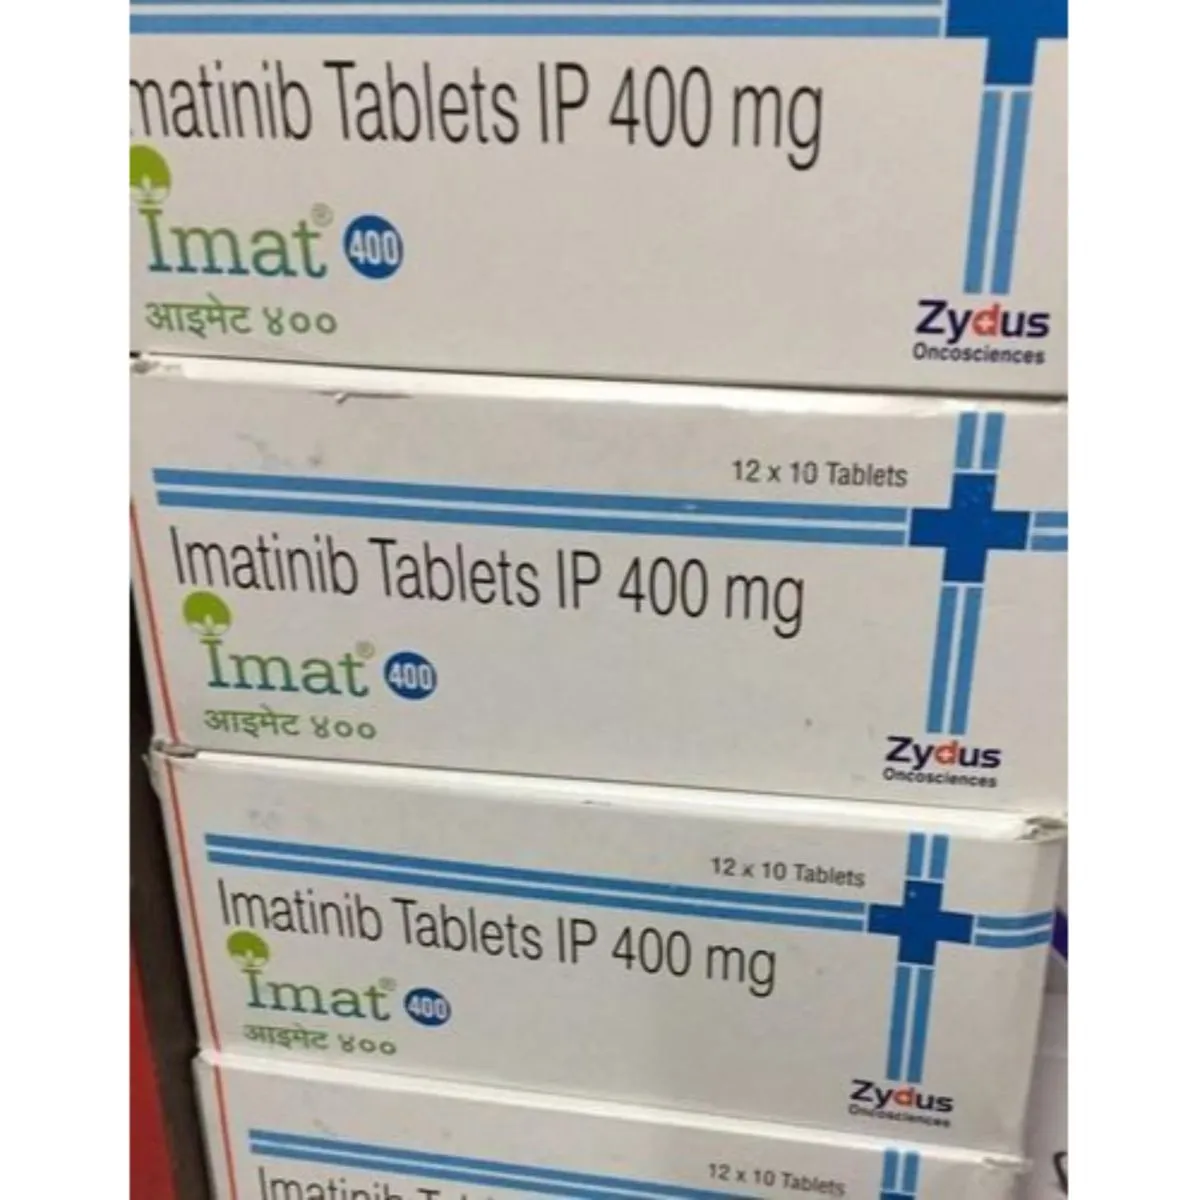 matinib Tablets IP 400 mg
Imat® 400
आइमेट ४००
Zydus
Oncosciences
12 x 10 Tablets
Imatinib Tablets IP 400 mg
Imat® 400
आइमेट ४००
Zydus
Oncosciences
12 x 10 Tablets
Imatinib Tablets IP 400 mg
Imat® 400
आइमेट ४००
Zydus
Oncosciences
12 x 10 Tablets
Imatinib